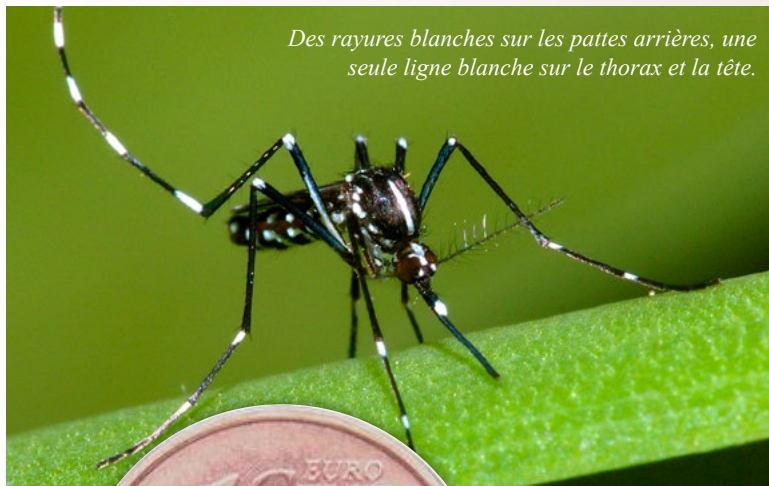 Des rayures blanches sur les pattes arrières, une
seule ligne blanche sur le thorax et la tête.
EURO